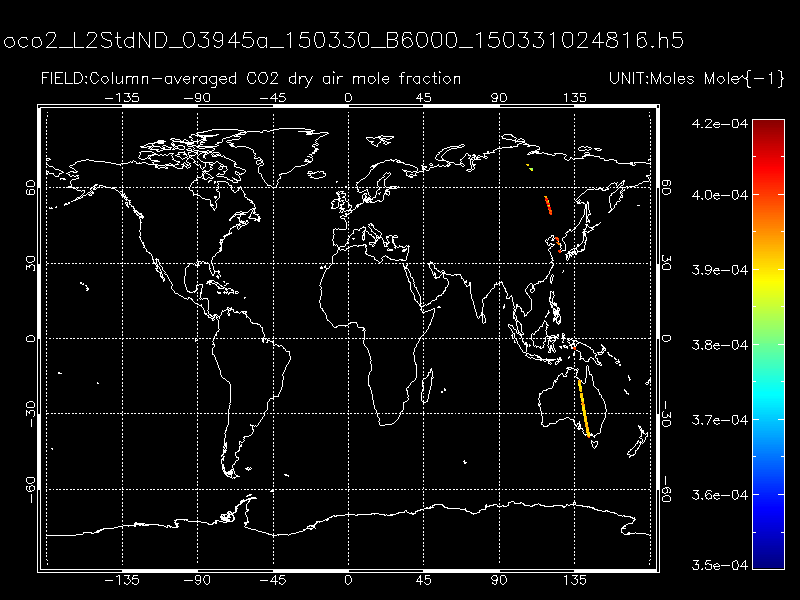 oco2_L2StdND_03945a_150330_B6000_150331024816.h5
FIELD:Column-averaged CO2 dry air mole fraction UNIT:Moles Mole^{-1}
-135 -90 -45 0 45 90 135
4.2e-04
60 60 4.0e-04
30 30 3.9e-04
0 0 3.8e-04
-30 -30 3.7e-04
-60 -60 3.6e-04
3.5e-04
-135 -90 -45 0 45 90 135